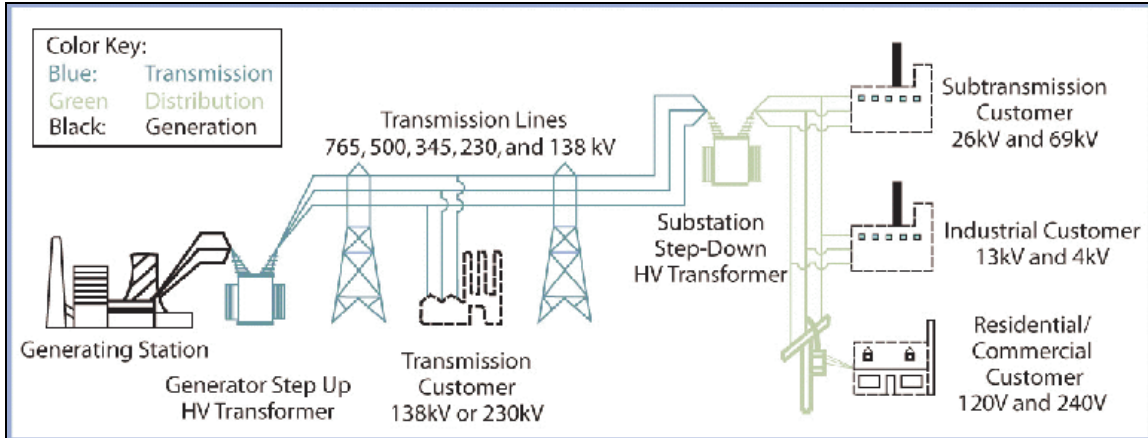 Color Key:
Blue: Transmission
Green Distribution
Black: Generation
Transmission Lines
765, 500, 345, 230, and 138 kV
Subtransmission
Customer
26kV and 69kV
Substation
Step-Down
HV Transformer
Industrial Customer
13kV and 4kV
Generating Station
Generator Step Up
HV Transformer
Transmission
Customer
138kV or 230kV
Residential/
Commercial
Customer
120V and 240V